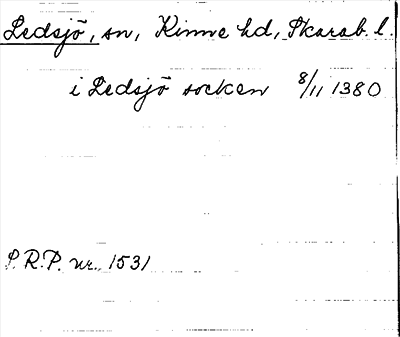 Ledsjö, sn, Kinne hd, Skarab. l.
i Ledsjö socken 8/11 1380
P.R.P. nr. 1531